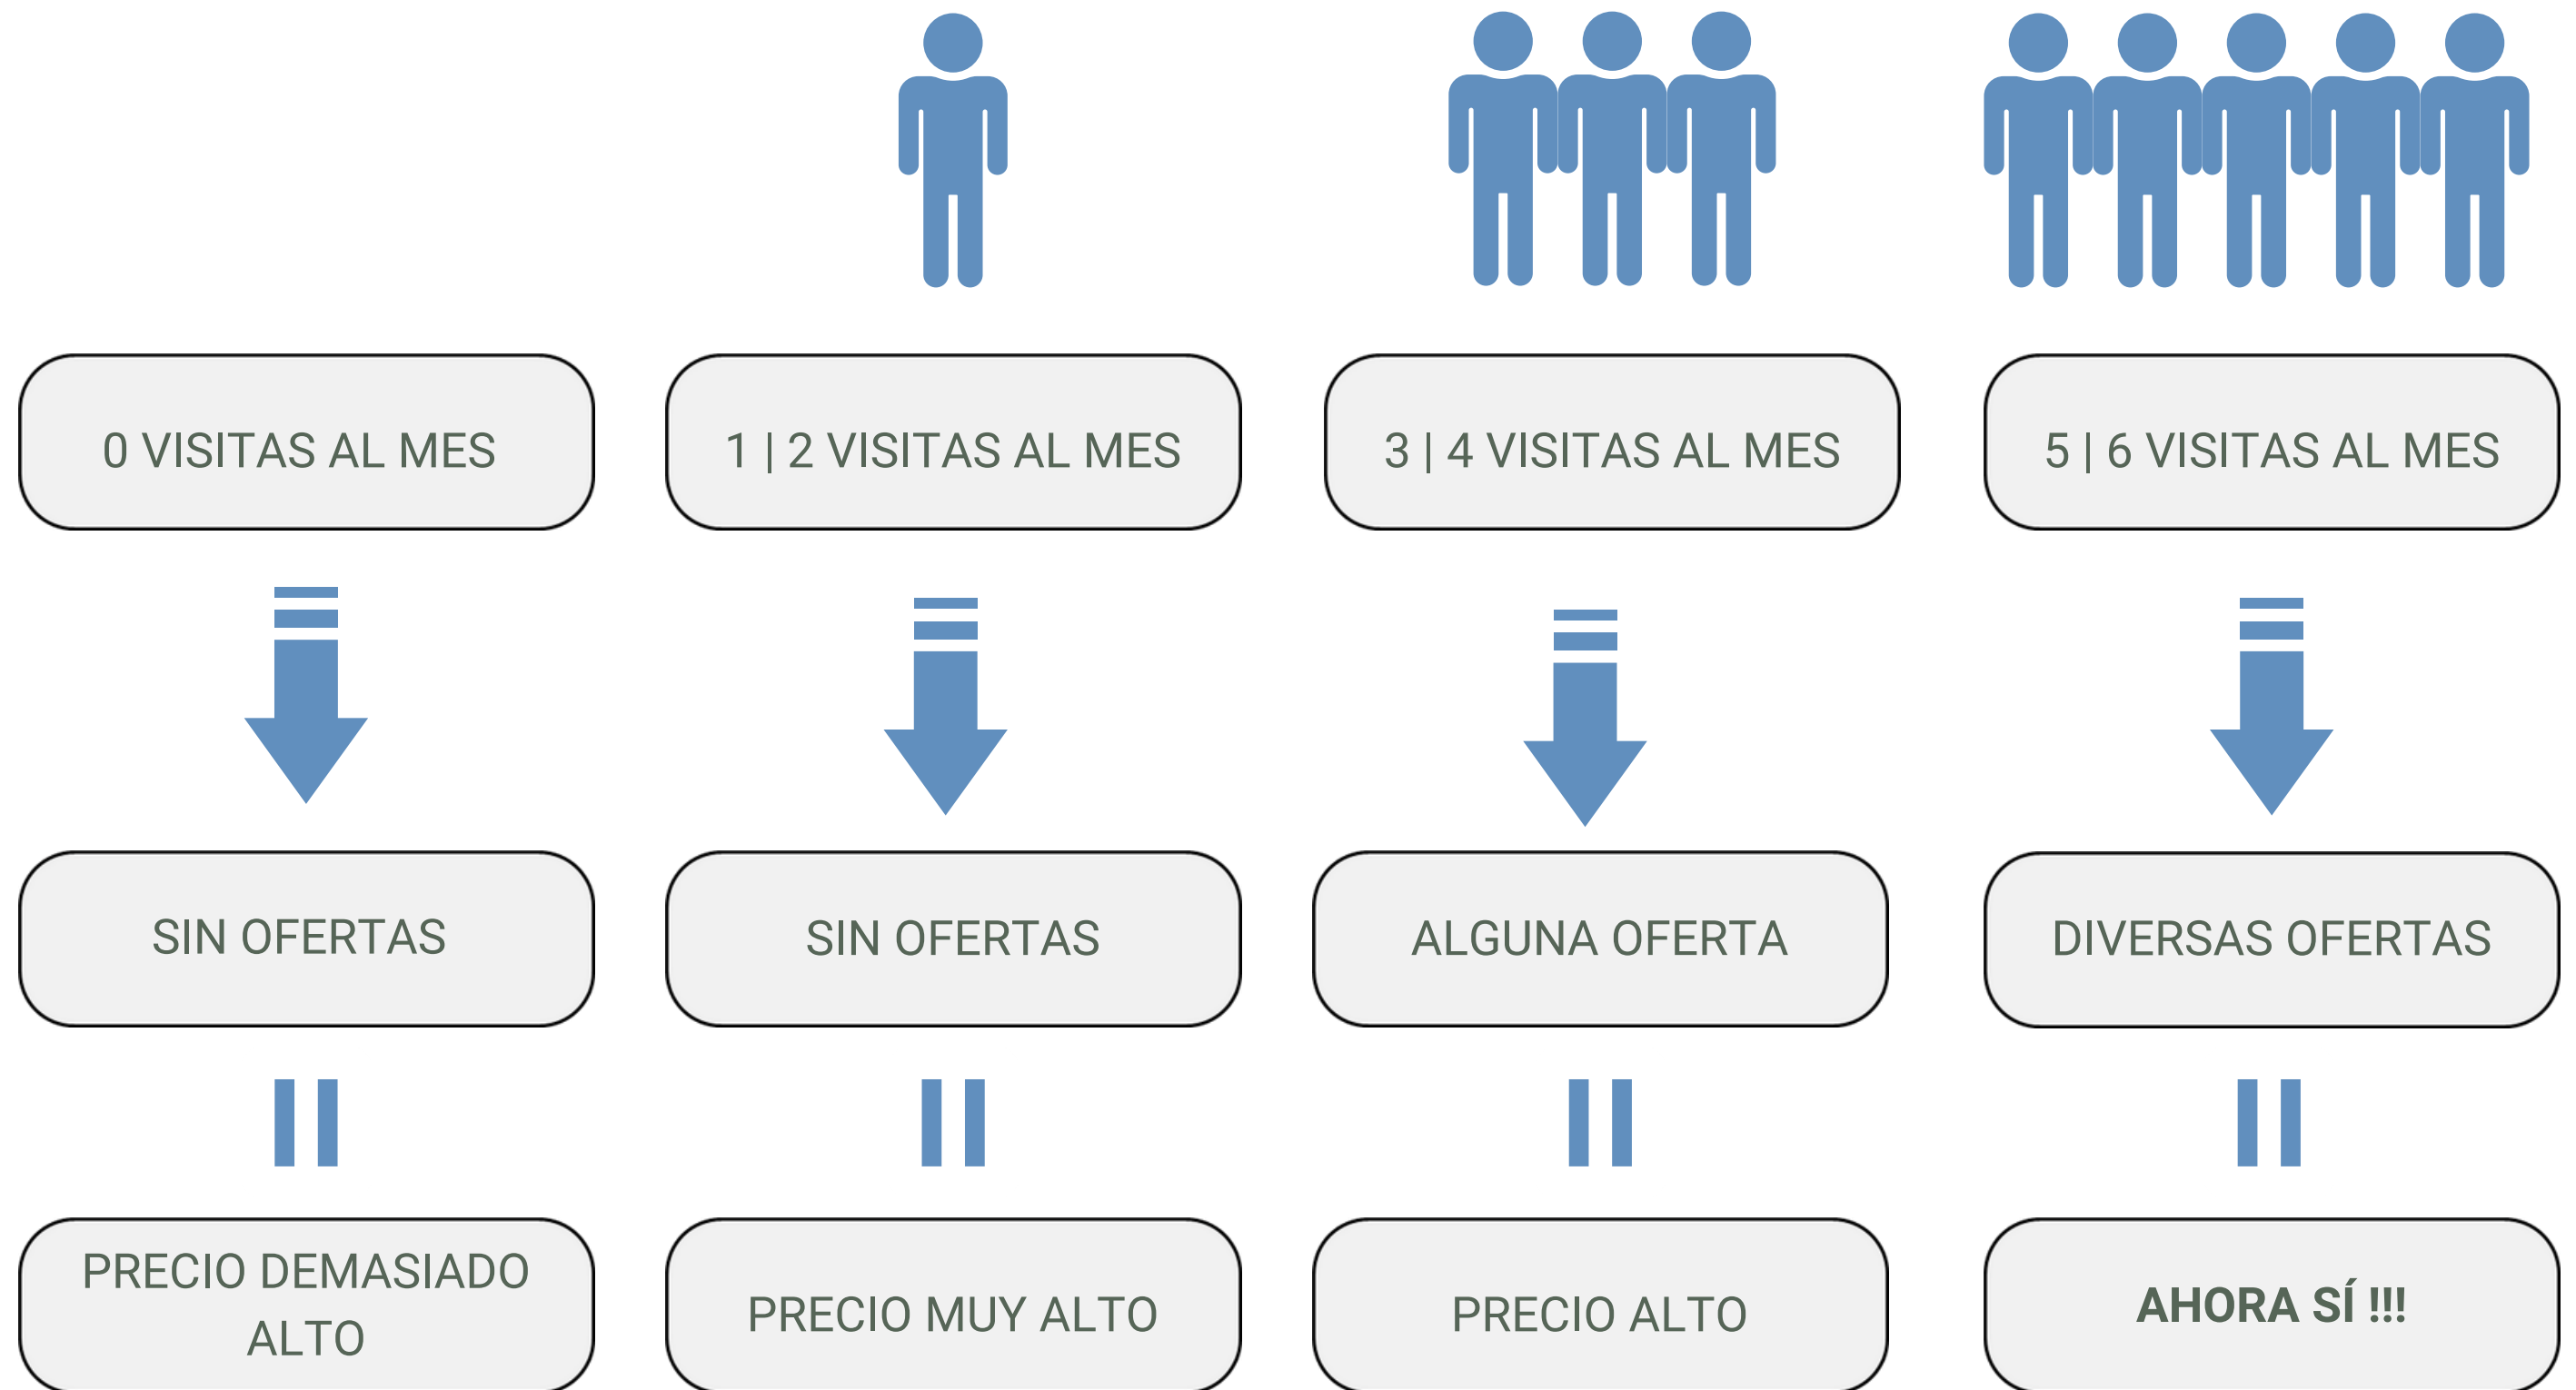 0 VISITAS AL MES
1 | 2 VISITAS AL MES
3 | 4 VISITAS AL MES
5 | 6 VISITAS AL MES
SIN OFERTAS
SIN OFERTAS
ALGUNA OFERTA
DIVERSAS OFERTAS
PRECIO DEMASIADO
ALTO
PRECIO MUY ALTO
PRECIO ALTO
AHORA SÍ !!!